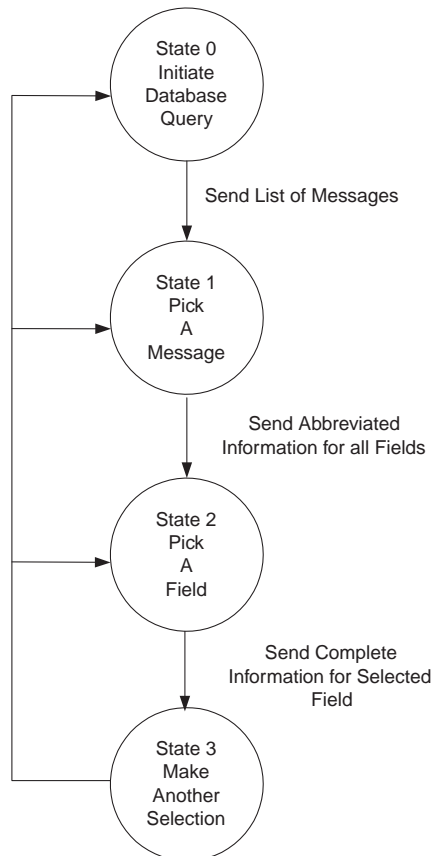 State 0
Initiate
Database
Query
Send List of Messages
State 1
Pick
A
Message
Send Abbreviated
Information for all Fields
State 2
Pick
A
Field
Send Complete
Information for Selected
Field
State 3
Make
Another
Selection